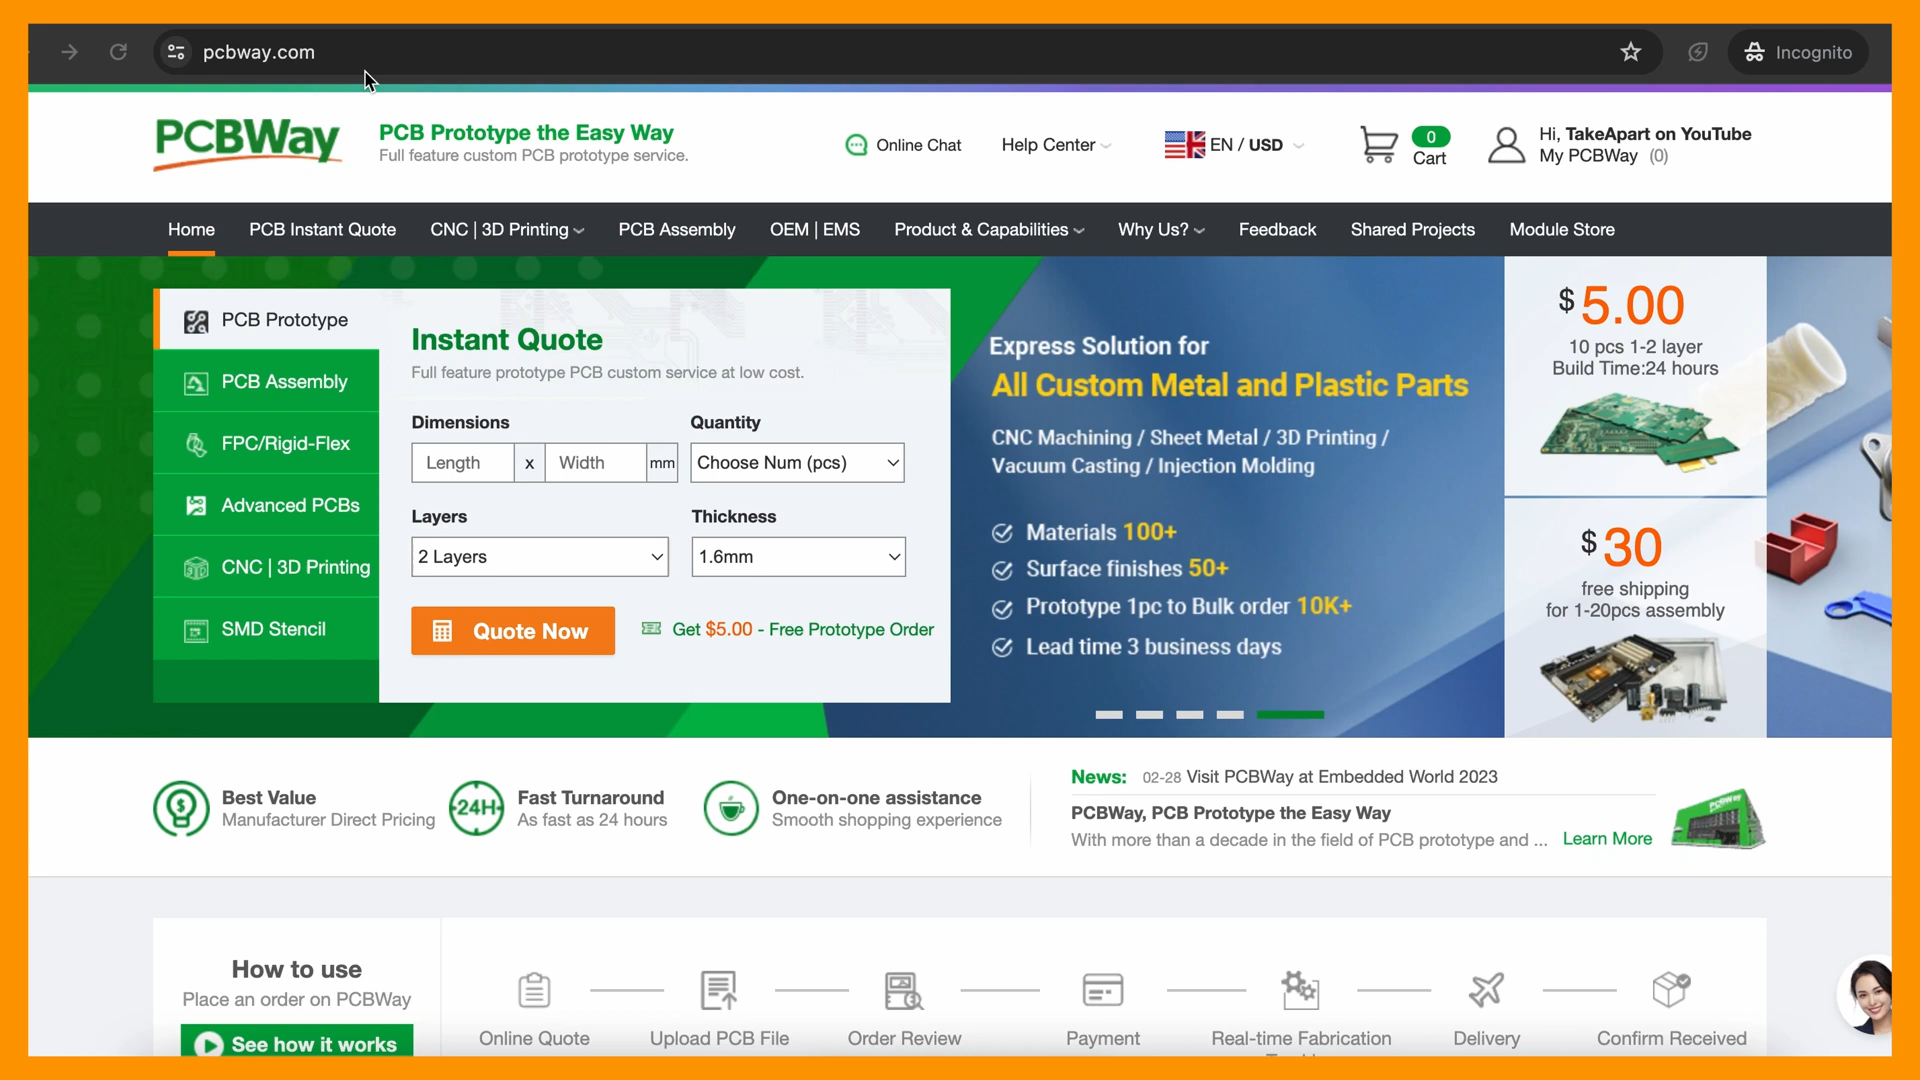 pcbway.com
Incognito
PCBWay
PCB Prototype the Easy Way
Full feature custom PCB prototype service.
Online Chat
Help Center
EN / USD
0
Cart
Hi, TakeApart on YouTube
My PCBWay (0)
Home PCB Instant Quote CNC | 3D Printing PCB Assembly OEM | EMS Product & Capabilities Why Us? Feedback Shared Projects Module Store
PCB Prototype
PCB Assembly
FPC/Rigid-Flex
Advanced PCBs
CNC | 3D Printing
SMD Stencil
Instant Quote
Full feature prototype PCB custom service at low cost.
Dimensions Quantity
Length x Width mm Choose Num (pcs)
Layers Thickness
2 Layers 1.6mm
Quote Now Get $5.00 - Free Prototype Order
Express Solution for
All Custom Metal and Plastic Parts
CNC Machining / Sheet Metal / 3D Printing /
Vacuum Casting / Injection Molding
Materials 100+
Surface finishes 50+
Prototype 1pc to Bulk order 10K+
Lead time 3 business days
$5.00
10 pcs 1-2 layer
Build Time:24 hours
$30
free shipping
for 1-20pcs assembly
Best Value
Manufacturer Direct Pricing
24H
Fast Turnaround
As fast as 24 hours
One-on-one assistance
Smooth shopping experience
News: 02-28 Visit PCBWay at Embedded World 2023
PCBWay, PCB Prototype the Easy Way
With more than a decade in the field of PCB prototype and ... Learn More
PCBWay
How to use
Place an order on PCBWay
See how it works
Online Quote
Upload PCB File
Order Review
Payment
Real-time Fabrication
Delivery
Confirm Received